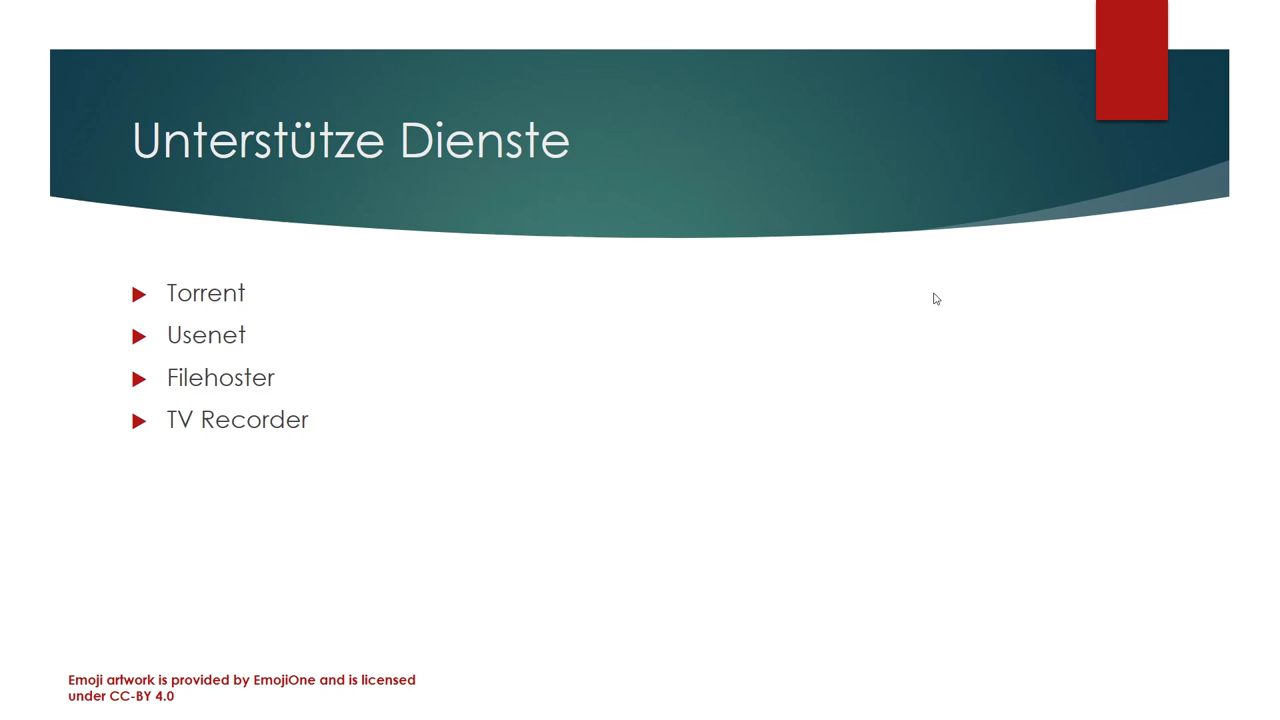 Unterstütze Dienste
Torrent
Usenet
Filehoster
TV Recorder
Emoji artwork is provided by EmojiOne and is licensed
under CC-BY 4.0